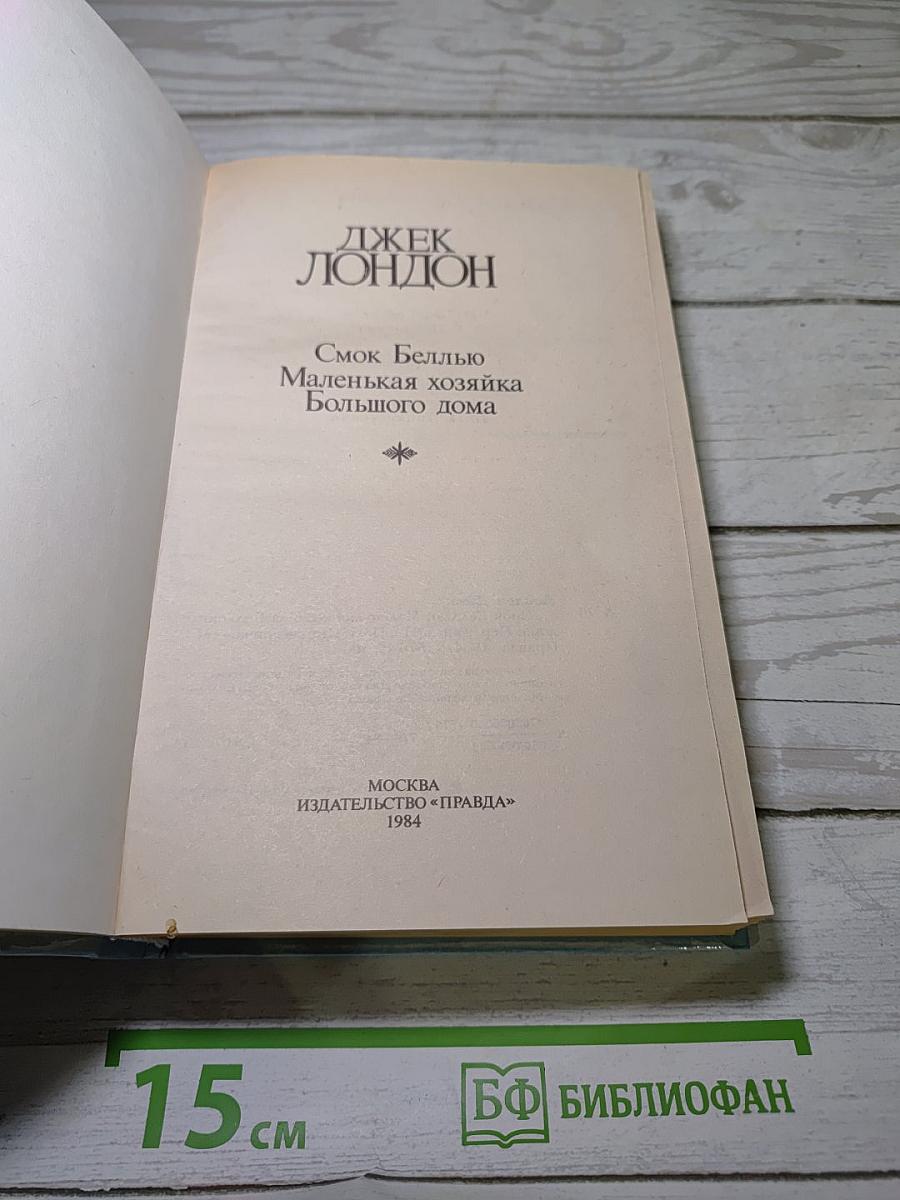 ДЖЕК
ЛОНДОН
Смок Беллью
Маленькая хозяйка
Большого дома
МОСКВА
ИЗДАТЕЛЬСТВО «ПРАВДА»
1984
15 см
БФ БИБЛИОФАН